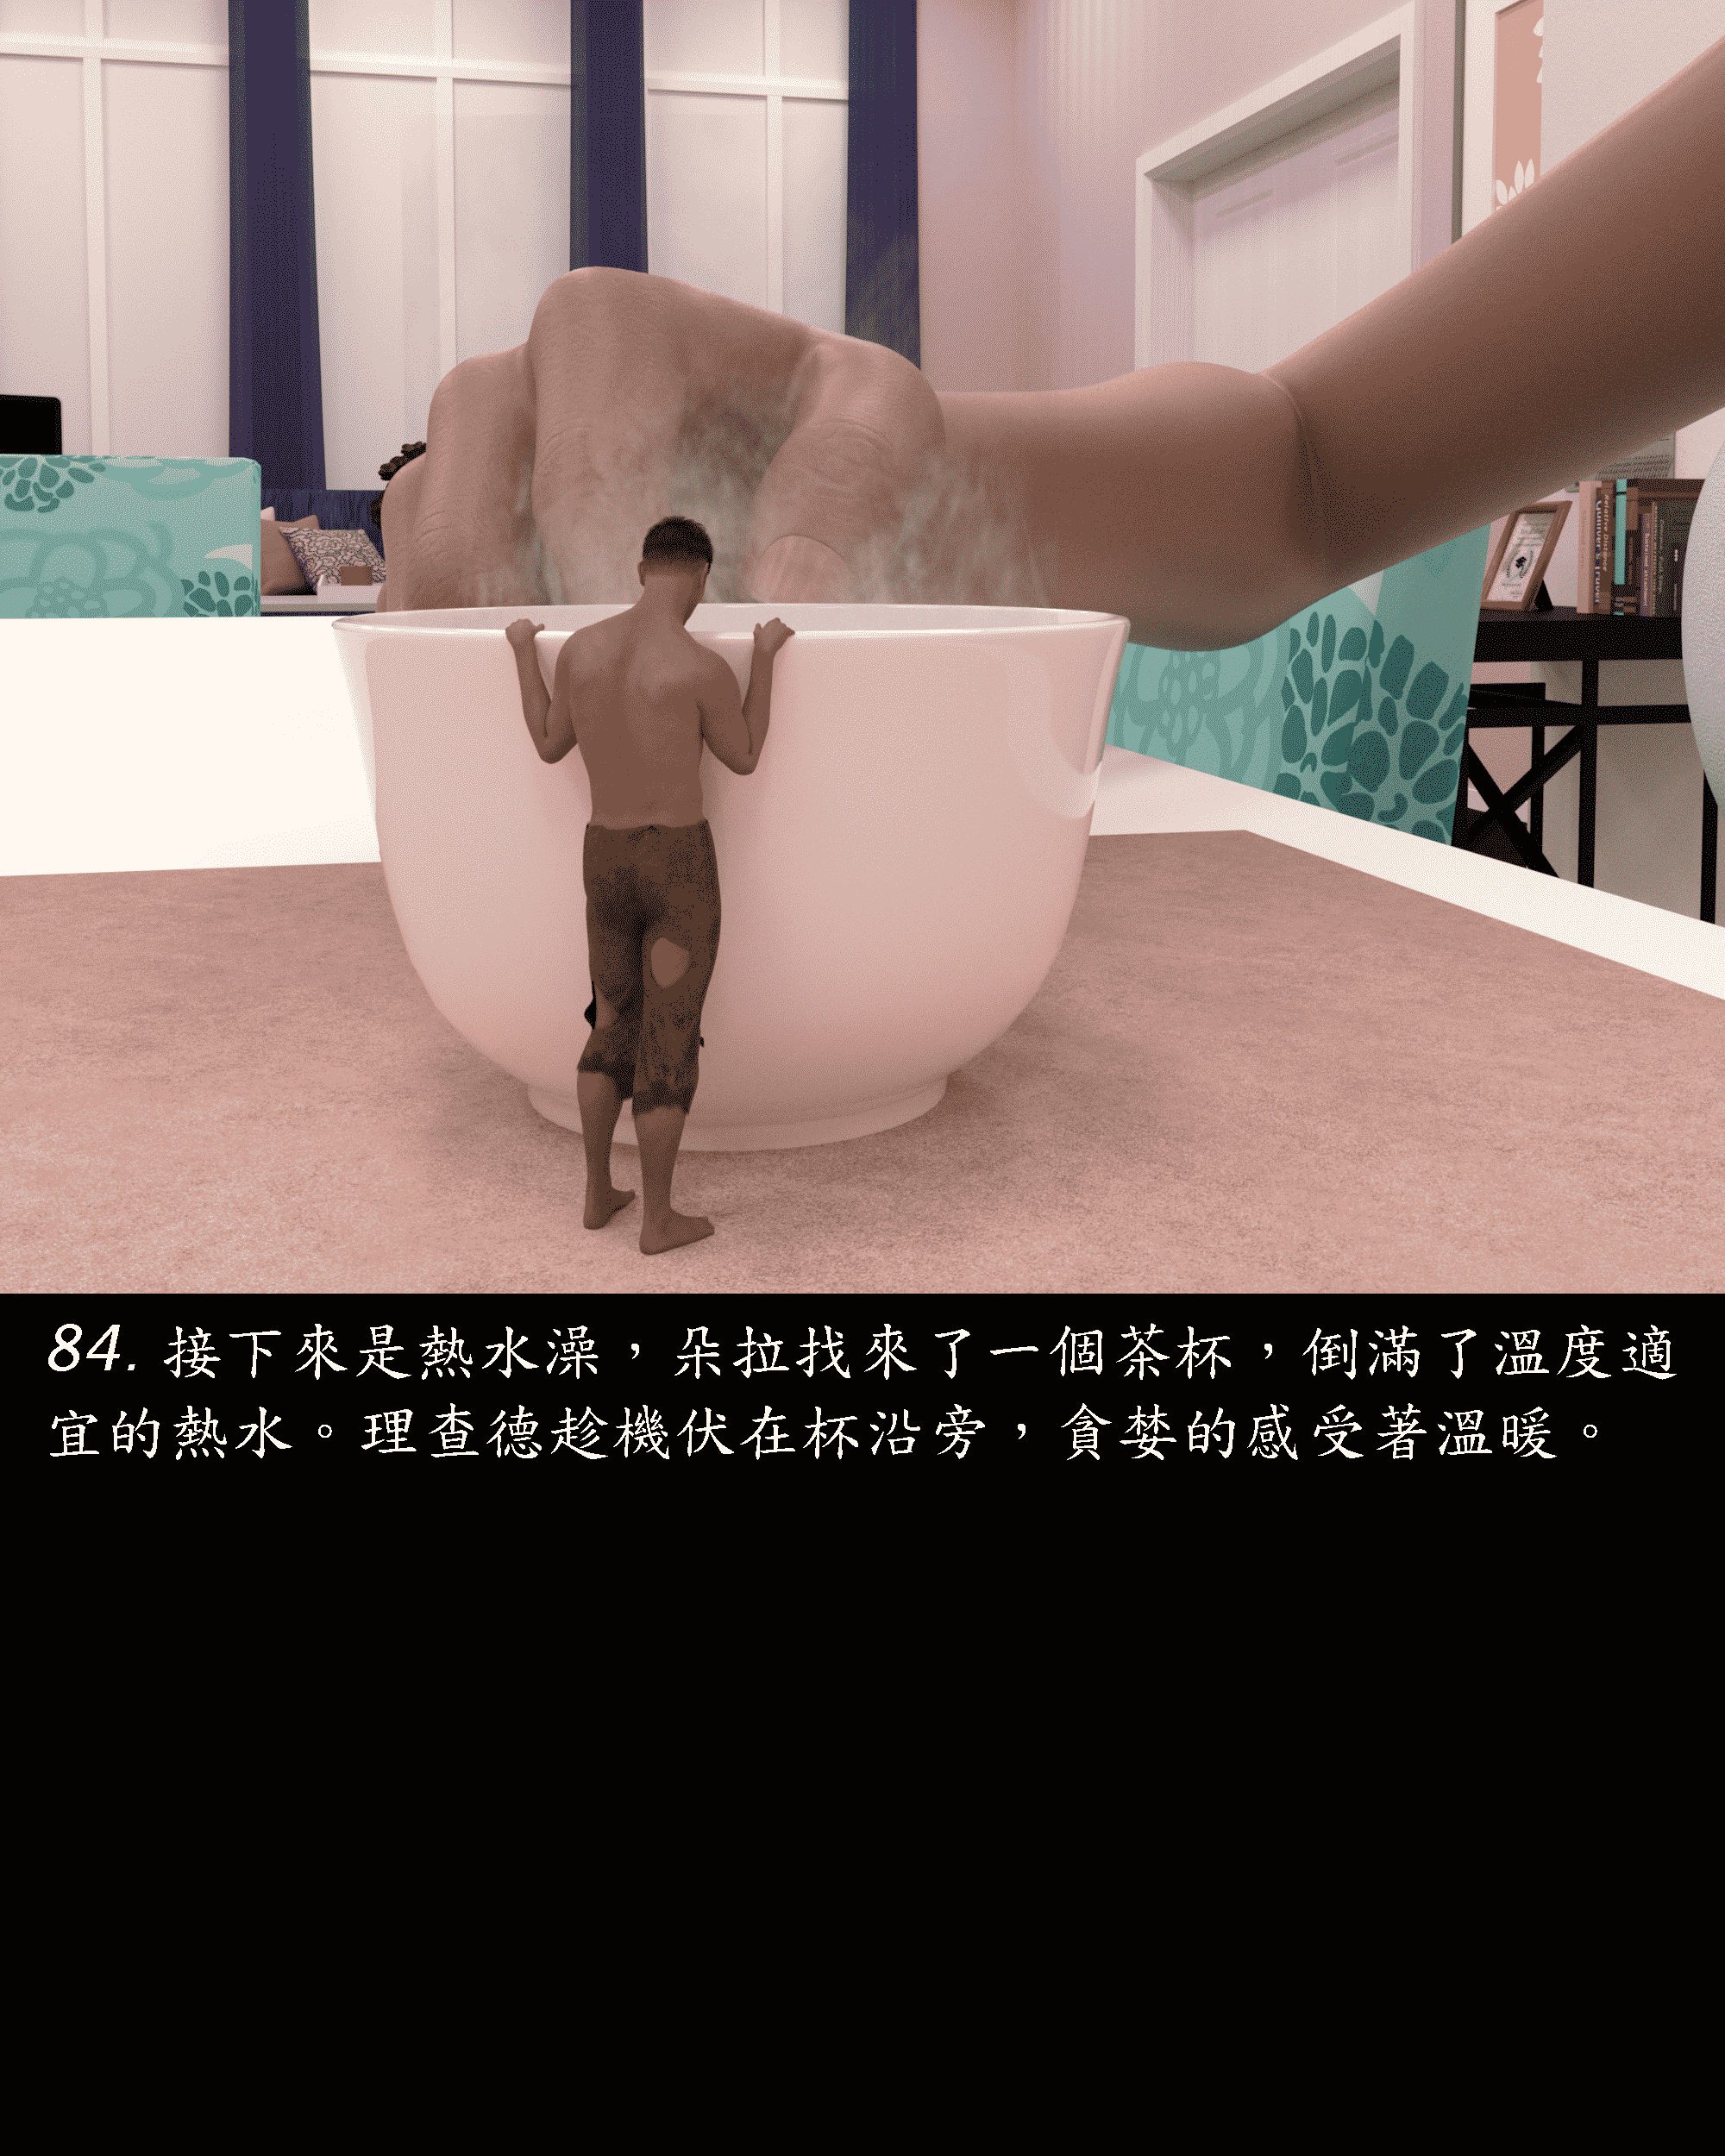 84. 接下來是熱水澡，朵拉找來了一個茶杯，倒滿了溫度適
宜的熱水。理查德趁機伏在杯沿旁，貪婪的感受著溫暖。